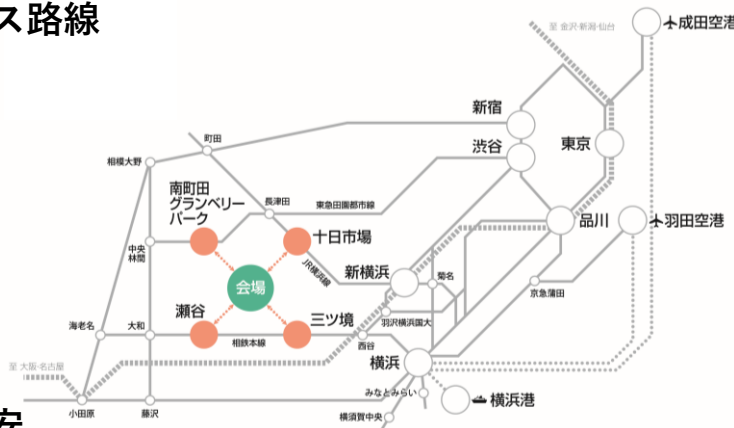 ス路線
至 金沢・新潟・仙台
成田空港
新宿
町田
渋谷
東京
相模大野
南町田
グランベリー
パーク
長津田
東急田園都市線
品川
羽田空港
中央
林間
十日市場
JR横浜線
新横浜
菊名
会場
京急蒲田
瀬谷
三ツ境
羽沢横浜国大
海老名
大和
相鉄本線
西谷
横浜
至 大阪・名古屋
みなとみらい
横浜港
小田原
藤沢
横須賀中央